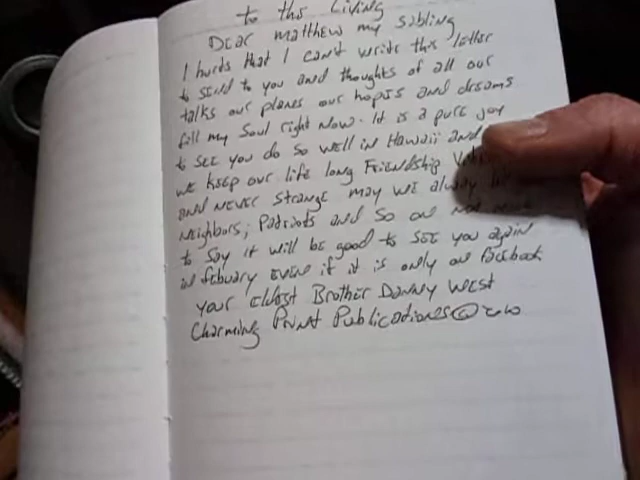 to the Living
Dear Matthew my sibling
I hurts that I can't write this letter
to send to you and thoughts of all our
talks our planes our hopes and dreams
fill my Soul right now. It is a pure joy
to see you do so well in Hawaii and
we keep our life long Friendship
and never strange may we always
Neighbors; Patriots and so on not
to say it will be good to see you again
in febuary even if it is only on facebook
your eldest Brother Danny West
Charming Print Publications@